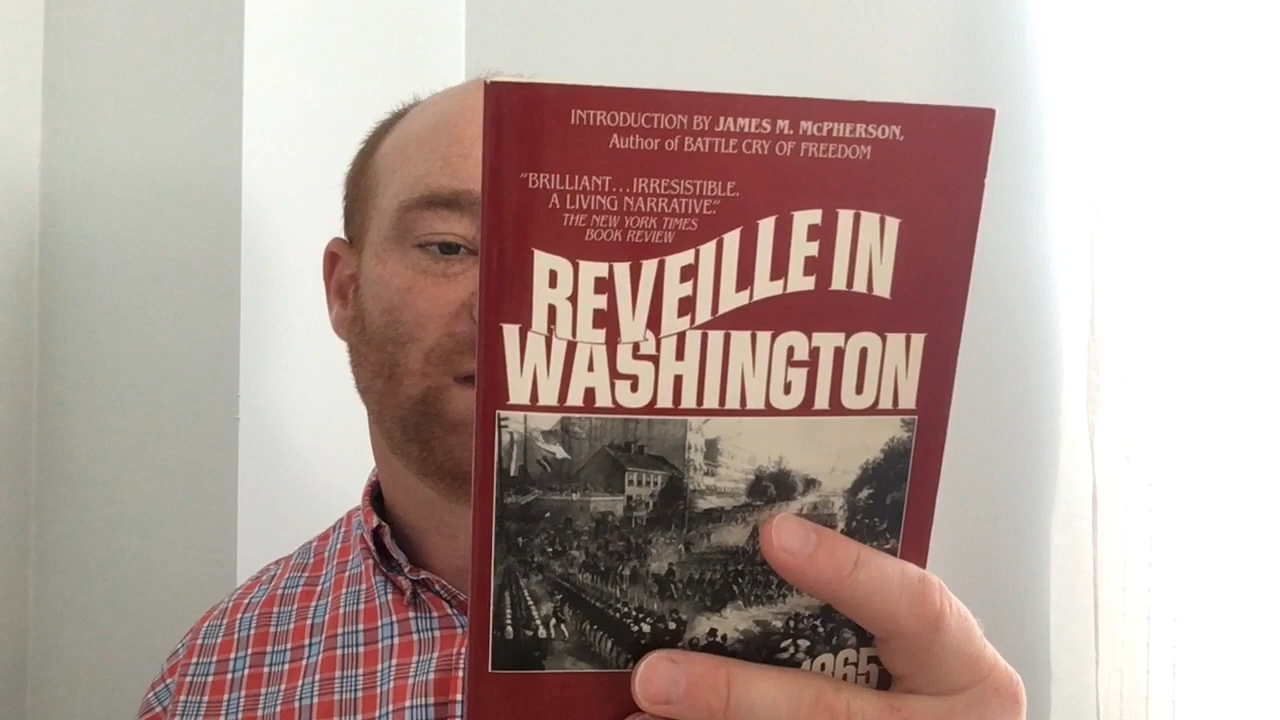 INTRODUCTION BY JAMES M. McPHERSON,
Author of BATTLE CRY OF FREEDOM
"BRILLIANT...IRRESISTIBLE.
A LIVING NARRATIVE."
THE NEW YORK TIMES
BOOK REVIEW
REVEILLE IN
WASHINGTON
1865